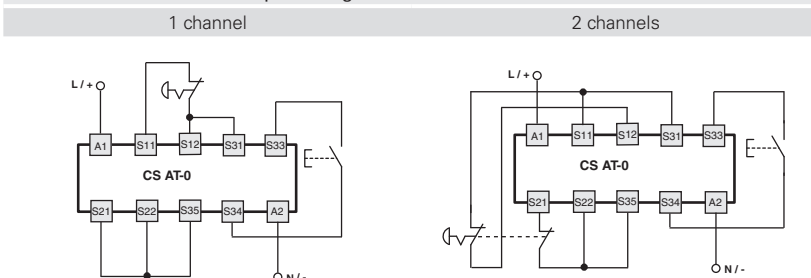 1 channel
2 channels
L / +
A1 S11 S12 S31 S33
CS AT-0
S21 S22 S35 S34 A2
N / -
L / +
A1 S11 S12 S31 S33
CS AT-0
S21 S22 S35 S34 A2
N / -